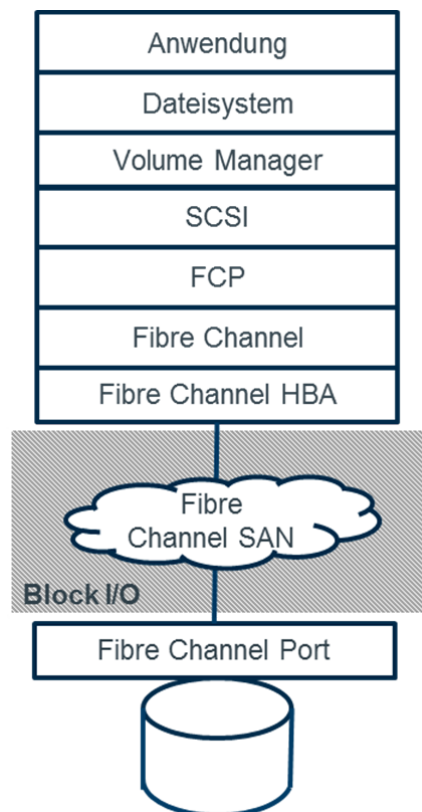 Anwendung
Dateisystem
Volume Manager
SCSI
FCP
Fibre Channel
Fibre Channel HBA
Fibre
Channel SAN
Block I/O
Fibre Channel Port